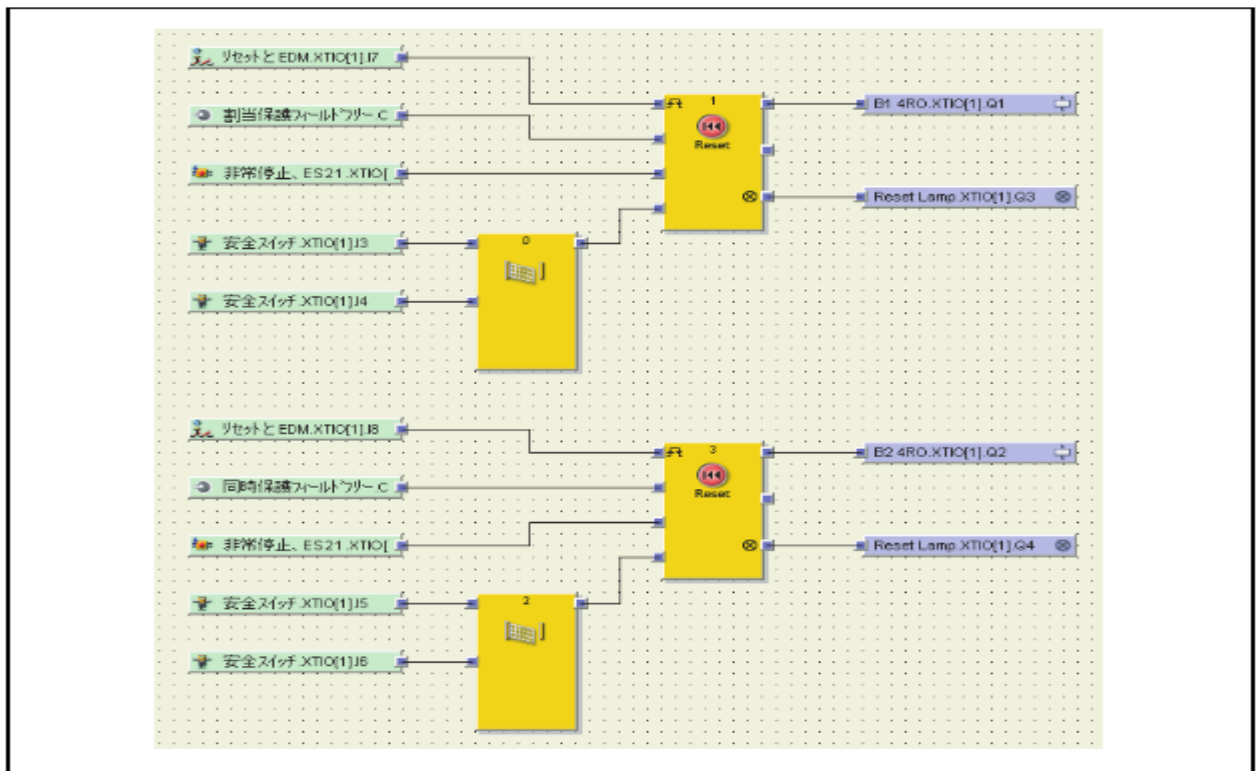 リセットと EDM.XTIO[1].I7
割当保護フィールドフリー.C
非常停止、ES21.XTIO[
安全スイッチ.XTIO[1].I3
安全スイッチ.XTIO[1].I4
0
1
Reset
B1 4RO.XTIO[1].Q1
Reset Lamp.XTIO[1].Q3
リセットと EDM.XTIO[1].I8
同時保護フィールドフリー.C
非常停止、ES21.XTIO[
安全スイッチ.XTIO[1].I5
安全スイッチ.XTIO[1].I6
2
3
Reset
B2 4RO.XTIO[1].Q2
Reset Lamp.XTIO[1].Q4